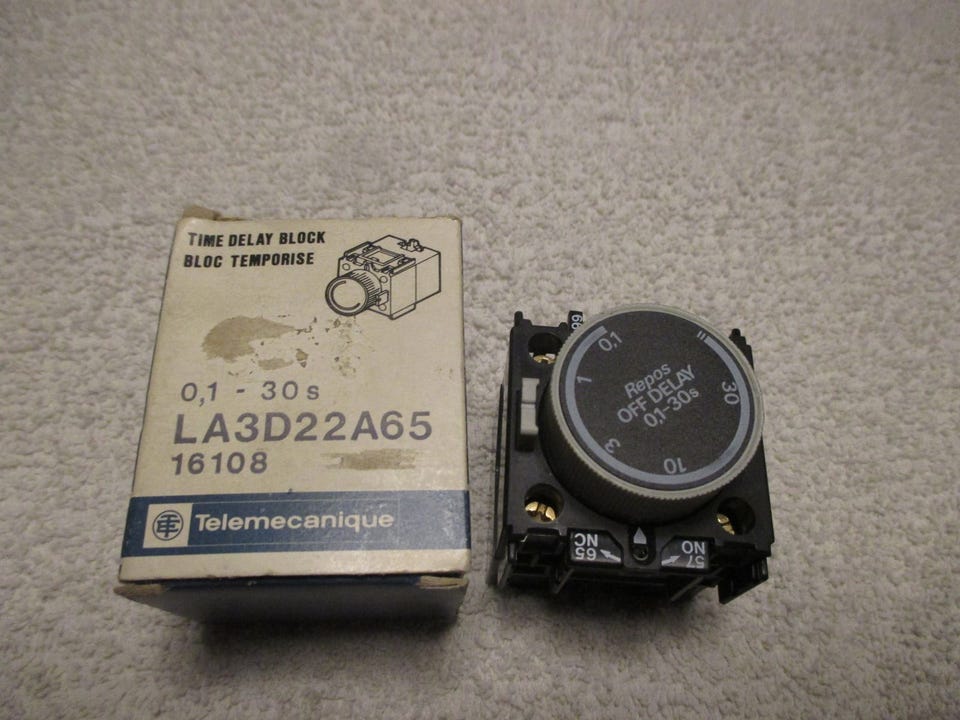 TIME DELAY BLOCK
BLOC TEMPORISE
0,1 - 30 s
LA3D22A65
16108
Telemecanique
0,1
1
3
10
30
Repos
OFF DELAY
0,1-30s
65
NC
57
NO